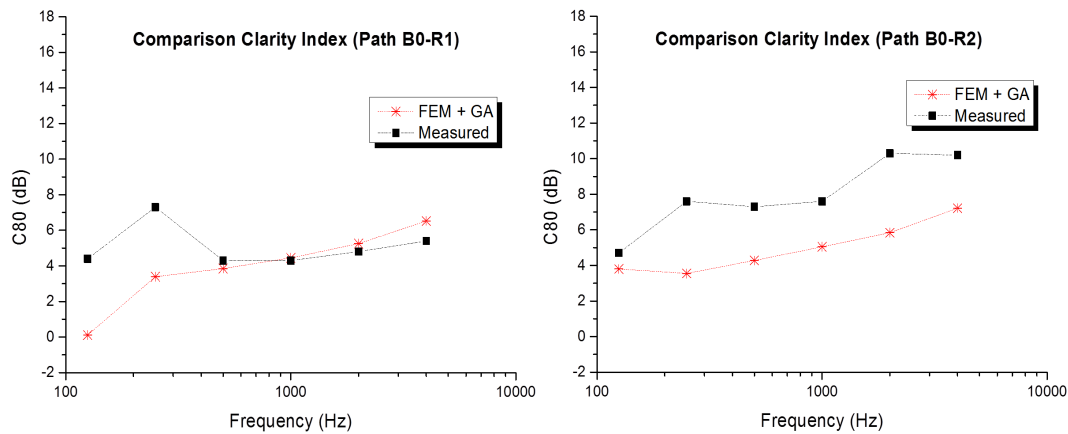 Comparison Clarity Index (Path B0-R1)
FEM + GA
Measured
C80 (dB)
18
16
14
12
10
8
6
4
2
0
-2
100
1000
10000
Frequency (Hz)
Comparison Clarity Index (Path B0-R2)
FEM + GA
Measured
C80 (dB)
18
16
14
12
10
8
6
4
2
0
-2
100
1000
10000
Frequency (Hz)